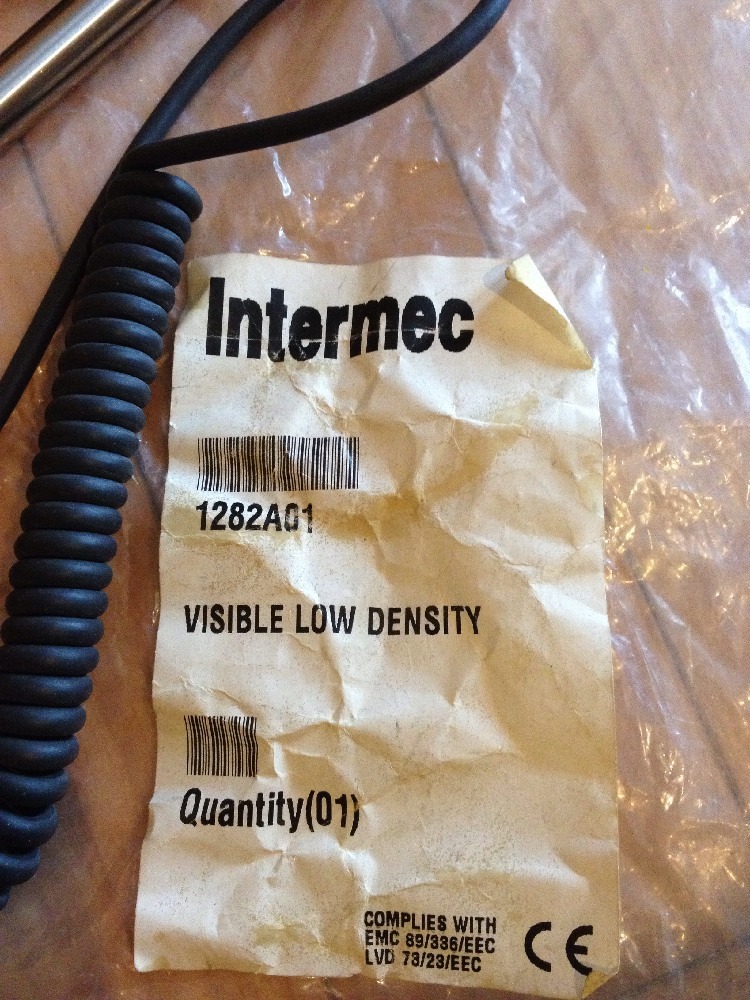 Intermec
1282A01
VISIBLE LOW DENSITY
Quantity(01)
COMPLIES WITH
EMC 89/336/EEC
LVD 73/23/EEC
CE